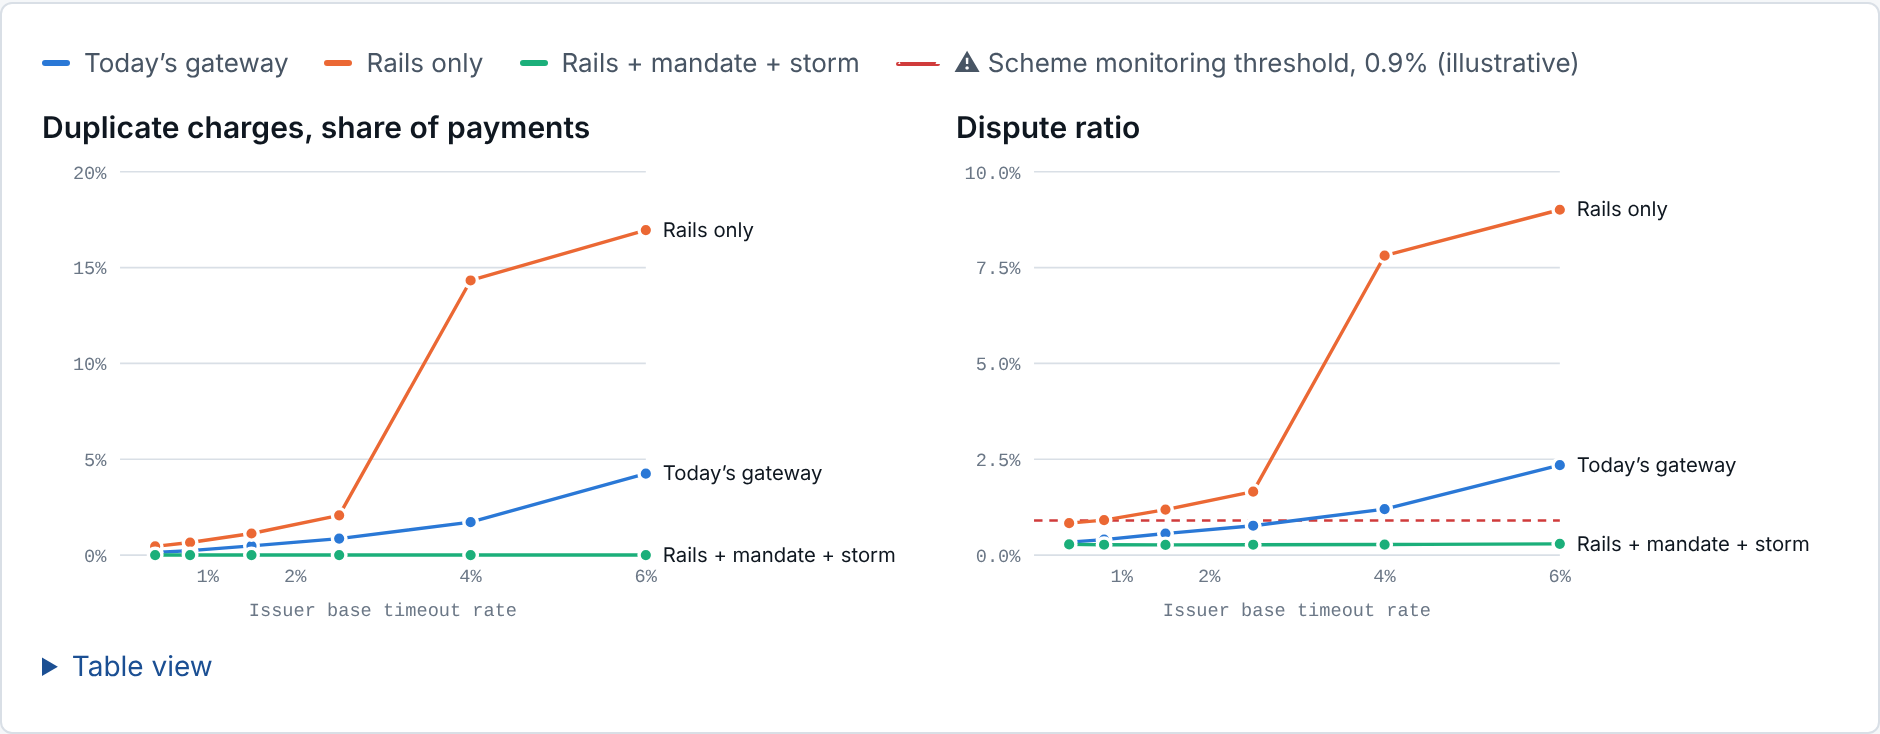 Today’s gateway Rails only Rails + mandate + storm Scheme monitoring threshold, 0.9% (illustrative)
Duplicate charges, share of payments
20%
15%
10%
5%
0%
Rails only
Today’s gateway
Rails + mandate + storm
1% 2% 4% 6%
Issuer base timeout rate
Dispute ratio
10.0%
7.5%
5.0%
2.5%
0.0%
Rails only
Today’s gateway
Rails + mandate + storm
1% 2% 4% 6%
Issuer base timeout rate
Table view